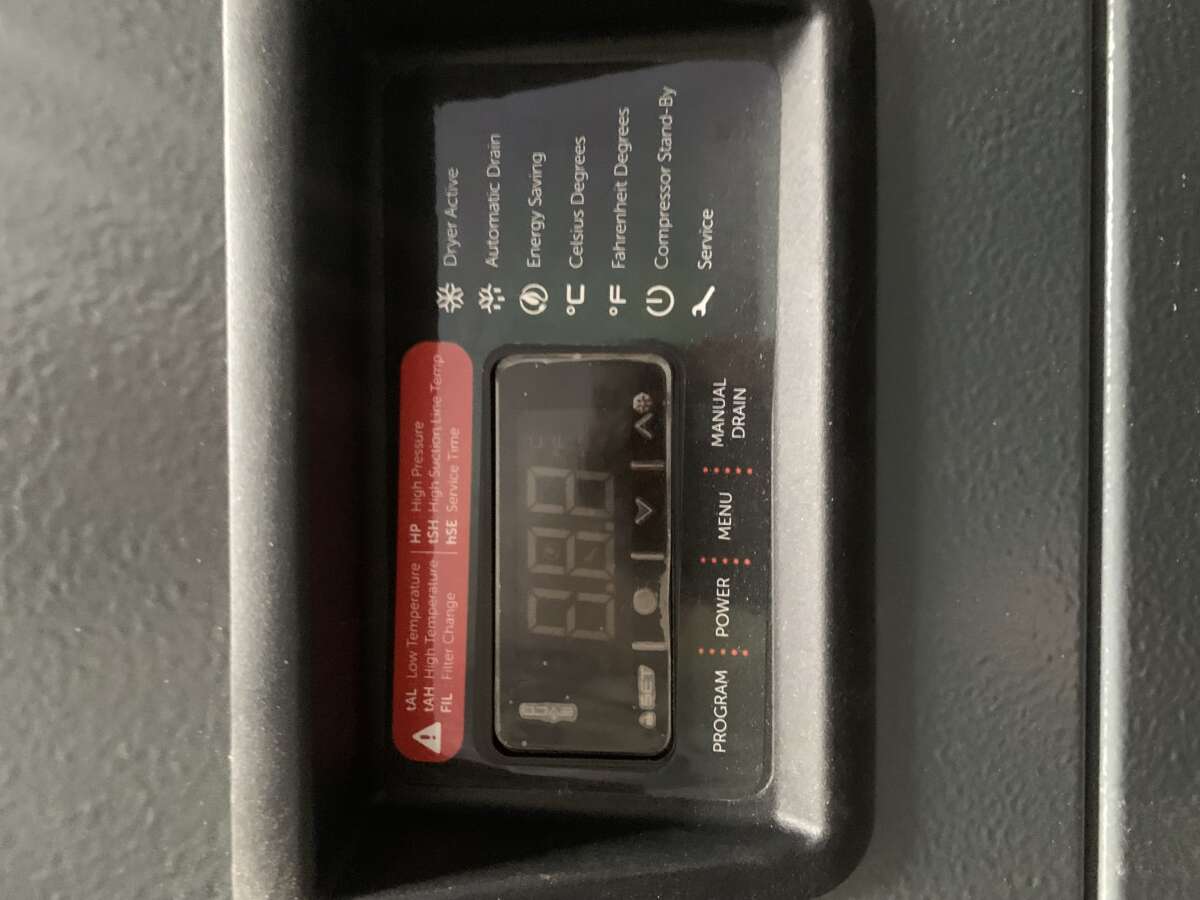 tAL Low Temperature HP High Pressure
tAH High Temperature tSH High Suction Line Temp
FIL Filter Change hSE Service Time
Dryer Active
Automatic Drain
Energy Saving
°C Celsius Degrees
°F Fahrenheit Degrees
Compressor Stand-By
Service
SET
PROGRAM POWER MENU MANUAL
DRAIN